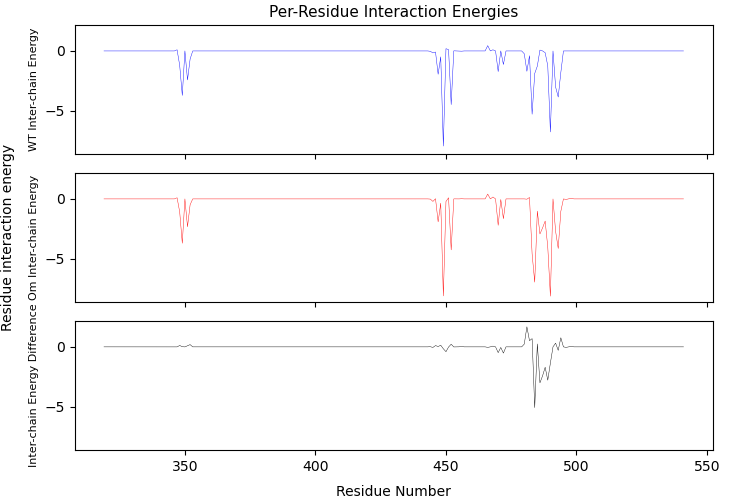 Per-Residue Interaction Energies
WT Inter-chain Energy
0
−5
Residue interaction energy
Om Inter-chain Energy
0
−5
Inter-chain Energy Difference
0
−5
350
400
450
500
550
Residue Number